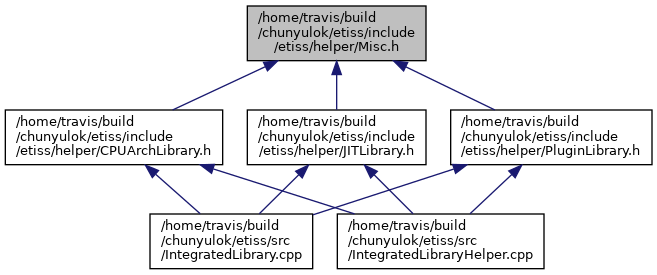 /home/travis/build
/chunyulok/etiss/include
/etiss/helper/Misc.h
/home/travis/build
/chunyulok/etiss/include
/etiss/helper/CPUArchLibrary.h
/home/travis/build
/chunyulok/etiss/include
/etiss/helper/JITLibrary.h
/home/travis/build
/chunyulok/etiss/include
/etiss/helper/PluginLibrary.h
/home/travis/build
/chunyulok/etiss/src
/IntegratedLibrary.cpp
/home/travis/build
/chunyulok/etiss/src
/IntegratedLibraryHelper.cpp